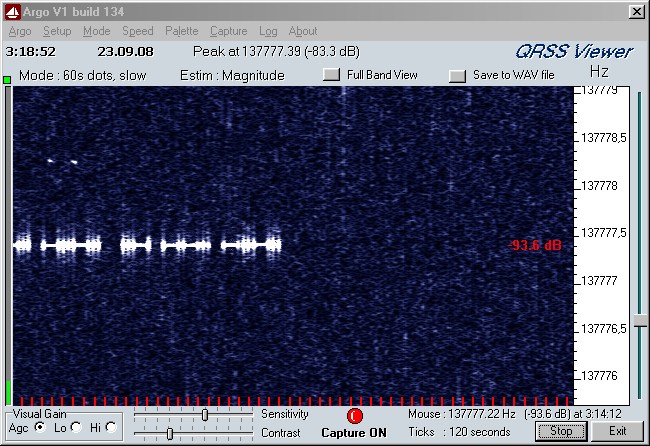 Argo V1 build 134
Argo Setup Mode Speed Palette Capture Log About
3:18:52 23.09.08 Peak at 137777.39 (-83.3 dB) QRSS Viewer
Mode : 60s dots, slow Estim : Magnitude Full Band View Save to WAV file Hz
137779
137778,5
137778
137777,5
-93.6 dB
137777
137776,5
137776
Visual Gain
Agc Lo Hi
Sensitivity
Contrast
Capture ON
Mouse : 137777.22 Hz (-93.6 dB) at 3:14:12
Ticks : 120 seconds
Stop Exit